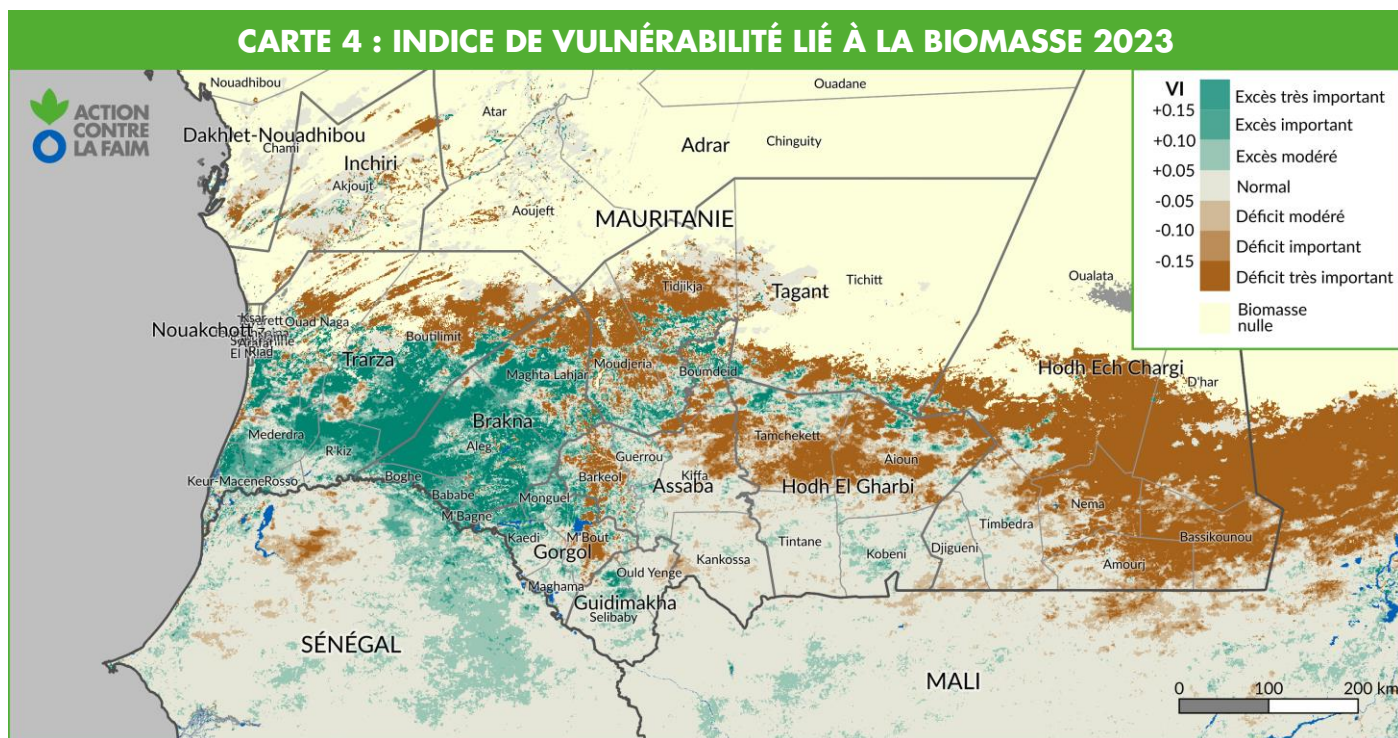 CARTE 4 : INDICE DE VULNÉRABILITÉ LIÉ À LA BIOMASSE 2023
ACTION
CONTRE
LA FAIM
VI
+0.15
+0.10
+0.05
-0.05
-0.10
-0.15
Excès très important
Excès important
Excès modéré
Normal
Déficit modéré
Déficit important
Déficit très important
Biomasse
nulle
Nouadhibou
Ouadane
Atar
Dakhlet-Nouadhibou
Chami
Inchiri
Adrar
Chinguity
Akjoujt
Aoujeft
MAURITANIE
Oualata
Tichitt
Tidjikja
Tagant
Ksar
Ouad Naga
Nouakchott
Riad
Boutilimit
Trarza
Moudjeria
Boumdeid
Maghta Lahjar
Hodh Ech Chargi
D'har
Brakna
Mederdra
R'kiz
Aleg
Tamchekett
Guerrou
Aioun
Keur-Macene
Rosso
Boghe
Barkeol
Kiffa
Assaba
Hodh El Gharbi
Bababe
Monguel
M'Bagne
Nema
Timbedra
Kaedi
M'Bout
Bassikounou
Gorgol
Tintane
Kobeni
Djigueni
Kankossa
Amourj
Ould Yenge
Maghama
Guidimakha
Selibaby
SÉNÉGAL
MALI
0 100 200 km